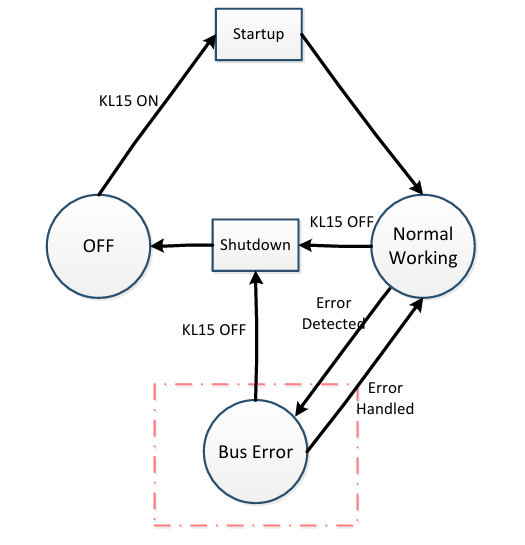 Startup
KL15 ON
KL15 OFF
Normal
Working
OFF
Shutdown
Error
Detected
KL15 OFF
Error
Handled
Bus Error